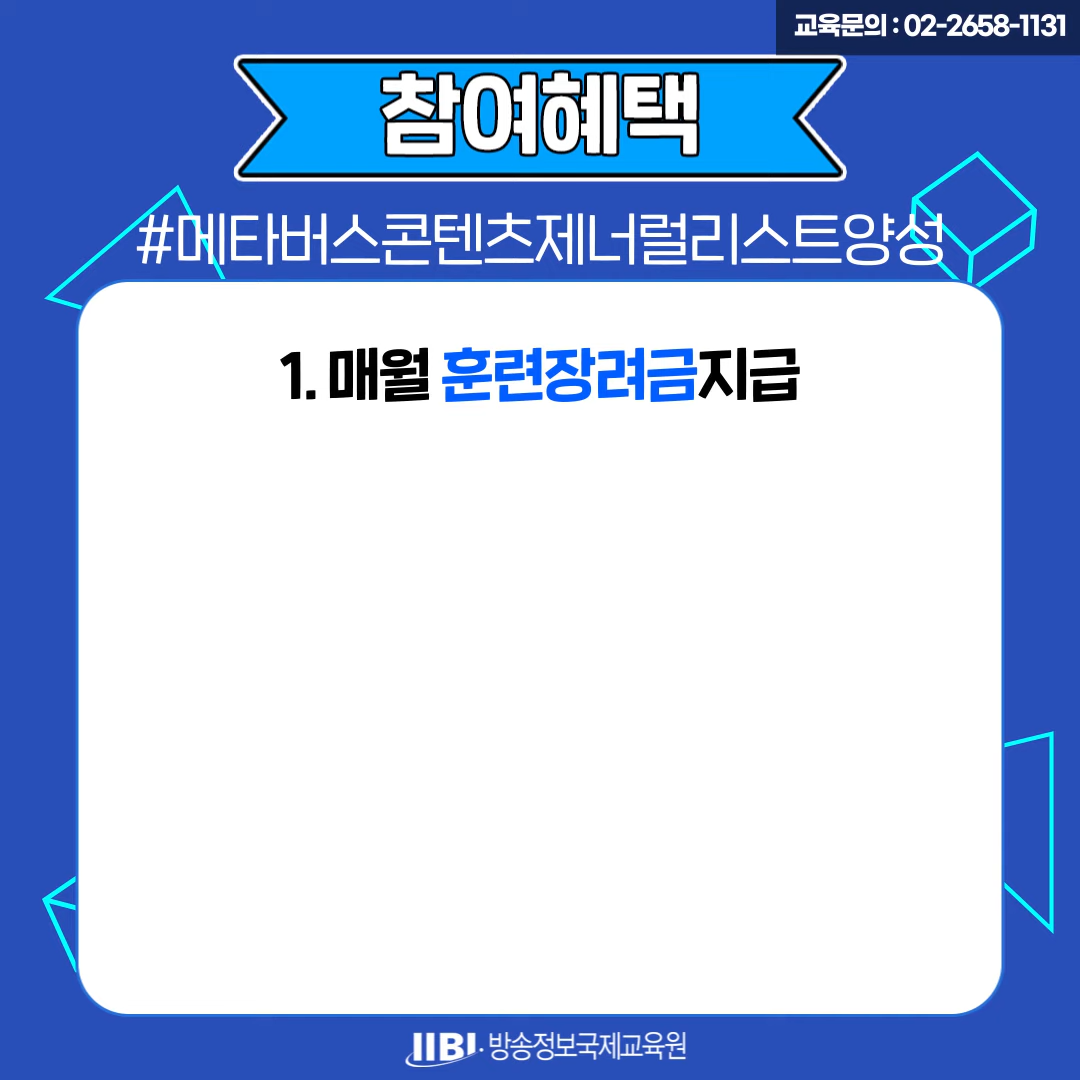 교육문의 : 02-2658-1131
참여혜택
#메타버스콘텐츠제너럴리스트양성
1. 매월 훈련장려금지급
IIBI · 방송정보국제교육원